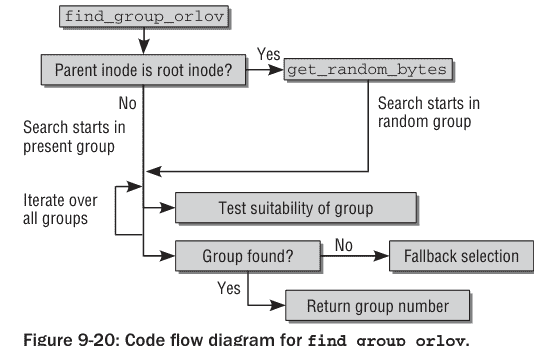 find_group_orlov
Parent inode is root inode?
Yes
get_random_bytes
No
Search starts in
present group
Search starts in
random group
Iterate over
all groups
Test suitability of group
Group found?
No
Fallback selection
Yes
Return group number
Figure 9-20: Code flow diagram for find_group_orlov.